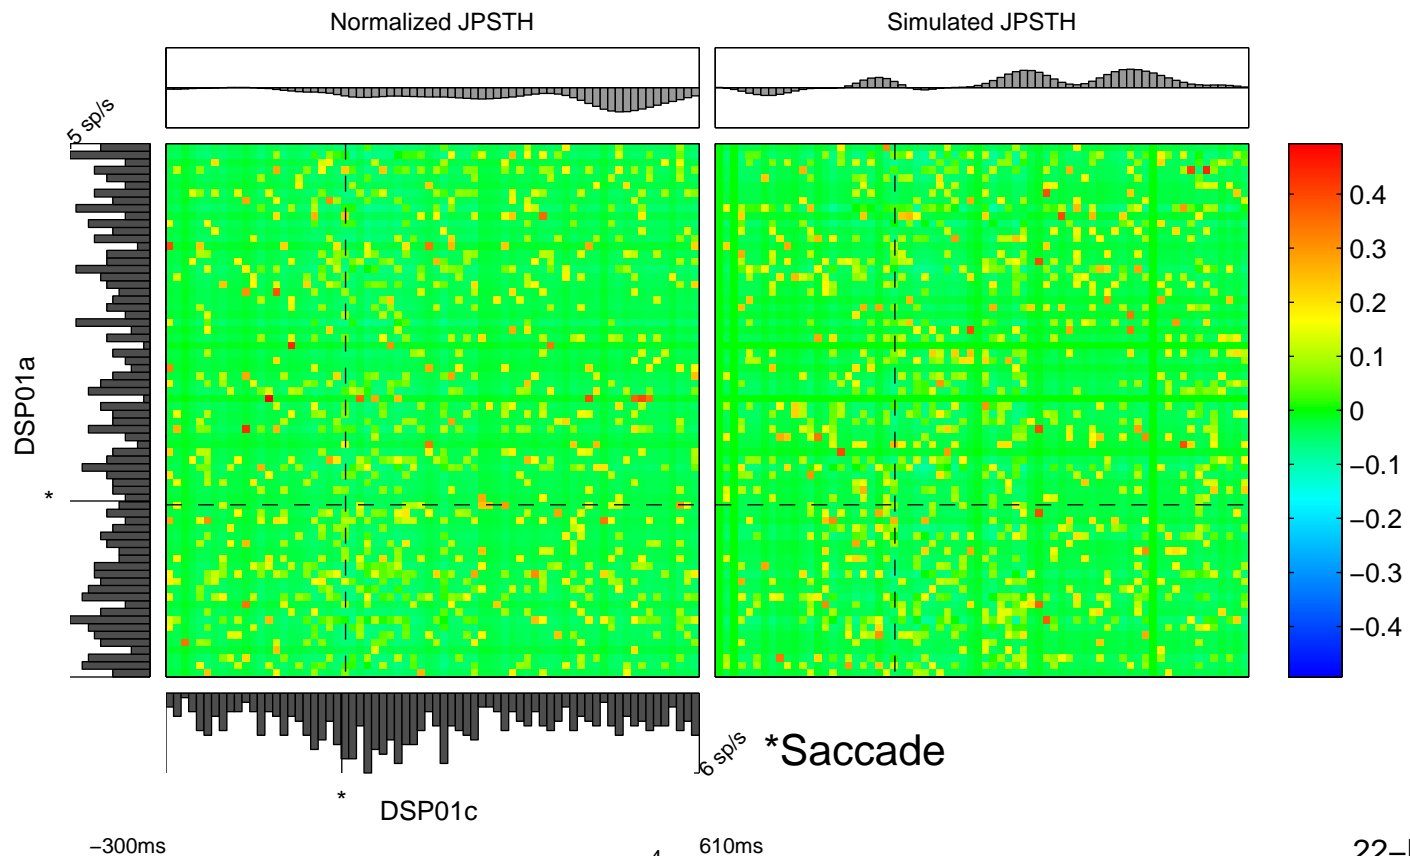 Normalized JPSTH
Simulated JPSTH
5 sp/s
DSP01a
*
0.4
0.3
0.2
0.1
0
−0.1
−0.2
−0.3
−0.4
6 sp/s
*Saccade
*
DSP01c
−300ms
610ms